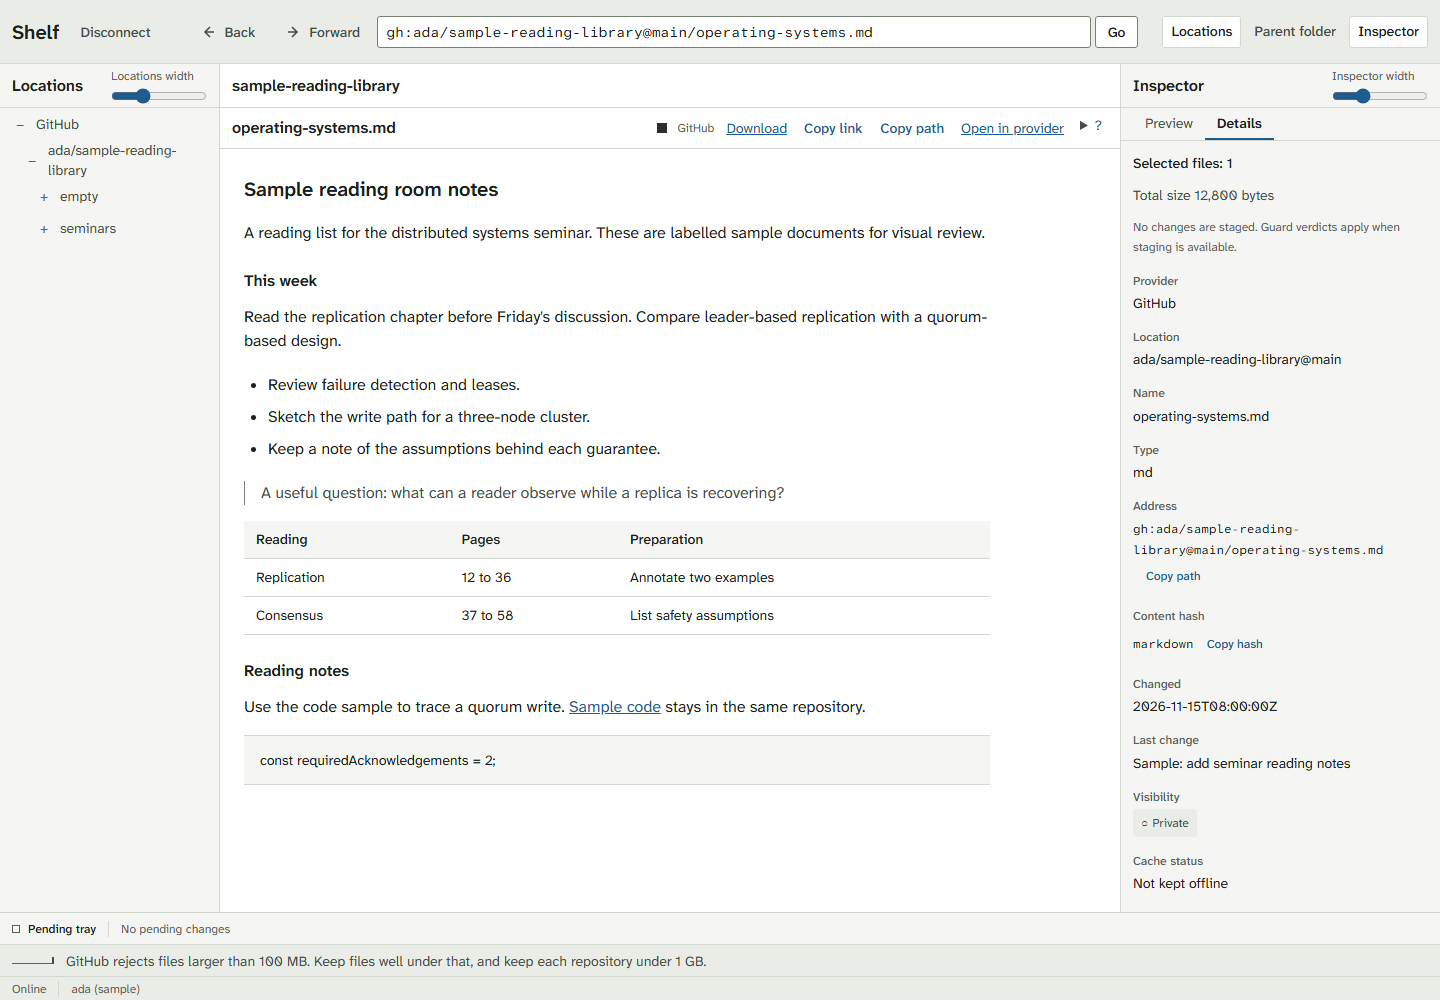 Shelf Disconnect ← Back → Forward gh:ada/sample-reading-library@main/operating-systems.md Go Locations Parent folder Inspector
Locations Locations width
− GitHub
− ada/sample-reading-
library
+ empty
+ seminars
sample-reading-library
operating-systems.md GitHub Download Copy link Copy path Open in provider ▶ ?
Sample reading room notes
A reading list for the distributed systems seminar. These are labelled sample documents for visual review.
This week
Read the replication chapter before Friday's discussion. Compare leader-based replication with a quorum-
based design.
• Review failure detection and leases.
• Sketch the write path for a three-node cluster.
• Keep a note of the assumptions behind each guarantee.
A useful question: what can a reader observe while a replica is recovering?
Reading Pages Preparation
Replication 12 to 36 Annotate two examples
Consensus 37 to 58 List safety assumptions
Reading notes
Use the code sample to trace a quorum write. Sample code stays in the same repository.
const requiredAcknowledgements = 2;
Inspector Inspector width
Preview Details
Selected files: 1
Total size 12,800 bytes
No changes are staged. Guard verdicts apply when
staging is available.
Provider
GitHub
Location
ada/sample-reading-library@main
Name
operating-systems.md
Type
md
Address
gh:ada/sample-reading-
library@main/operating-systems.md
Copy path
Content hash
markdown Copy hash
Changed
2026-11-15T08:00:00Z
Last change
Sample: add seminar reading notes
Visibility
○ Private
Cache status
Not kept offline
Pending tray No pending changes
GitHub rejects files larger than 100 MB. Keep files well under that, and keep each repository under 1 GB.
Online ada (sample)